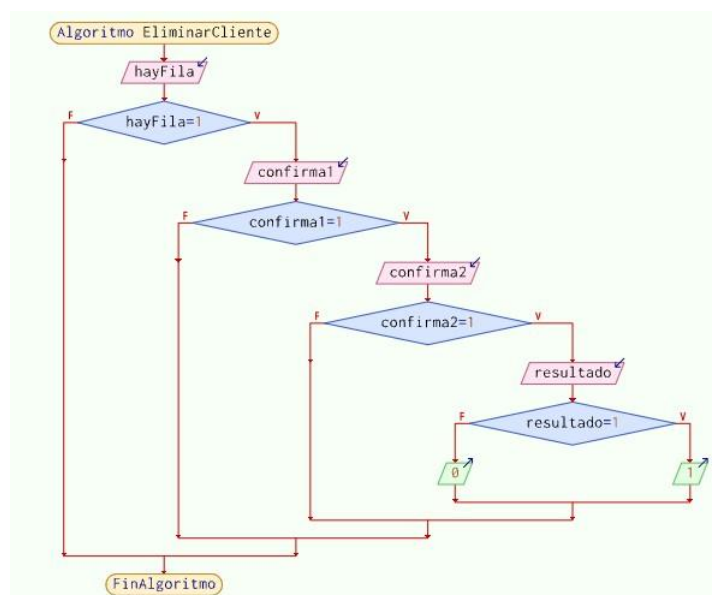 Algoritmo EliminarCliente
hayFila
F
hayFila=1
V
confirma1
F
confirma1=1
V
confirma2
F
confirma2=1
V
resultado
F
resultado=1
V
0
1
FinAlgoritmo